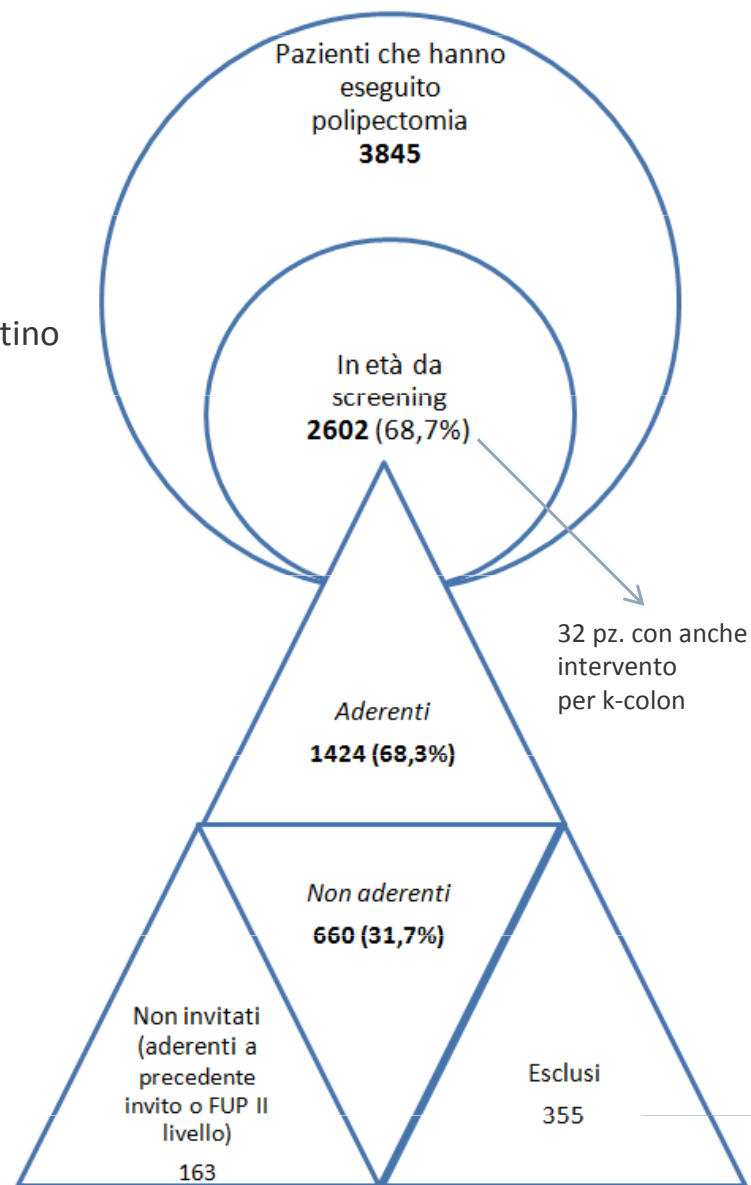 Pazienti che hanno
eseguito
polipectomia
3845
tino
In età da
screening
2602 (68,7%)
32 pz. con anche
intervento
per k-colon
Aderenti
1424 (68,3%)
Non aderenti
660 (31,7%)
Non invitati
(aderenti a
precedente
invito o FUP II
livello)
163
Esclusi
355